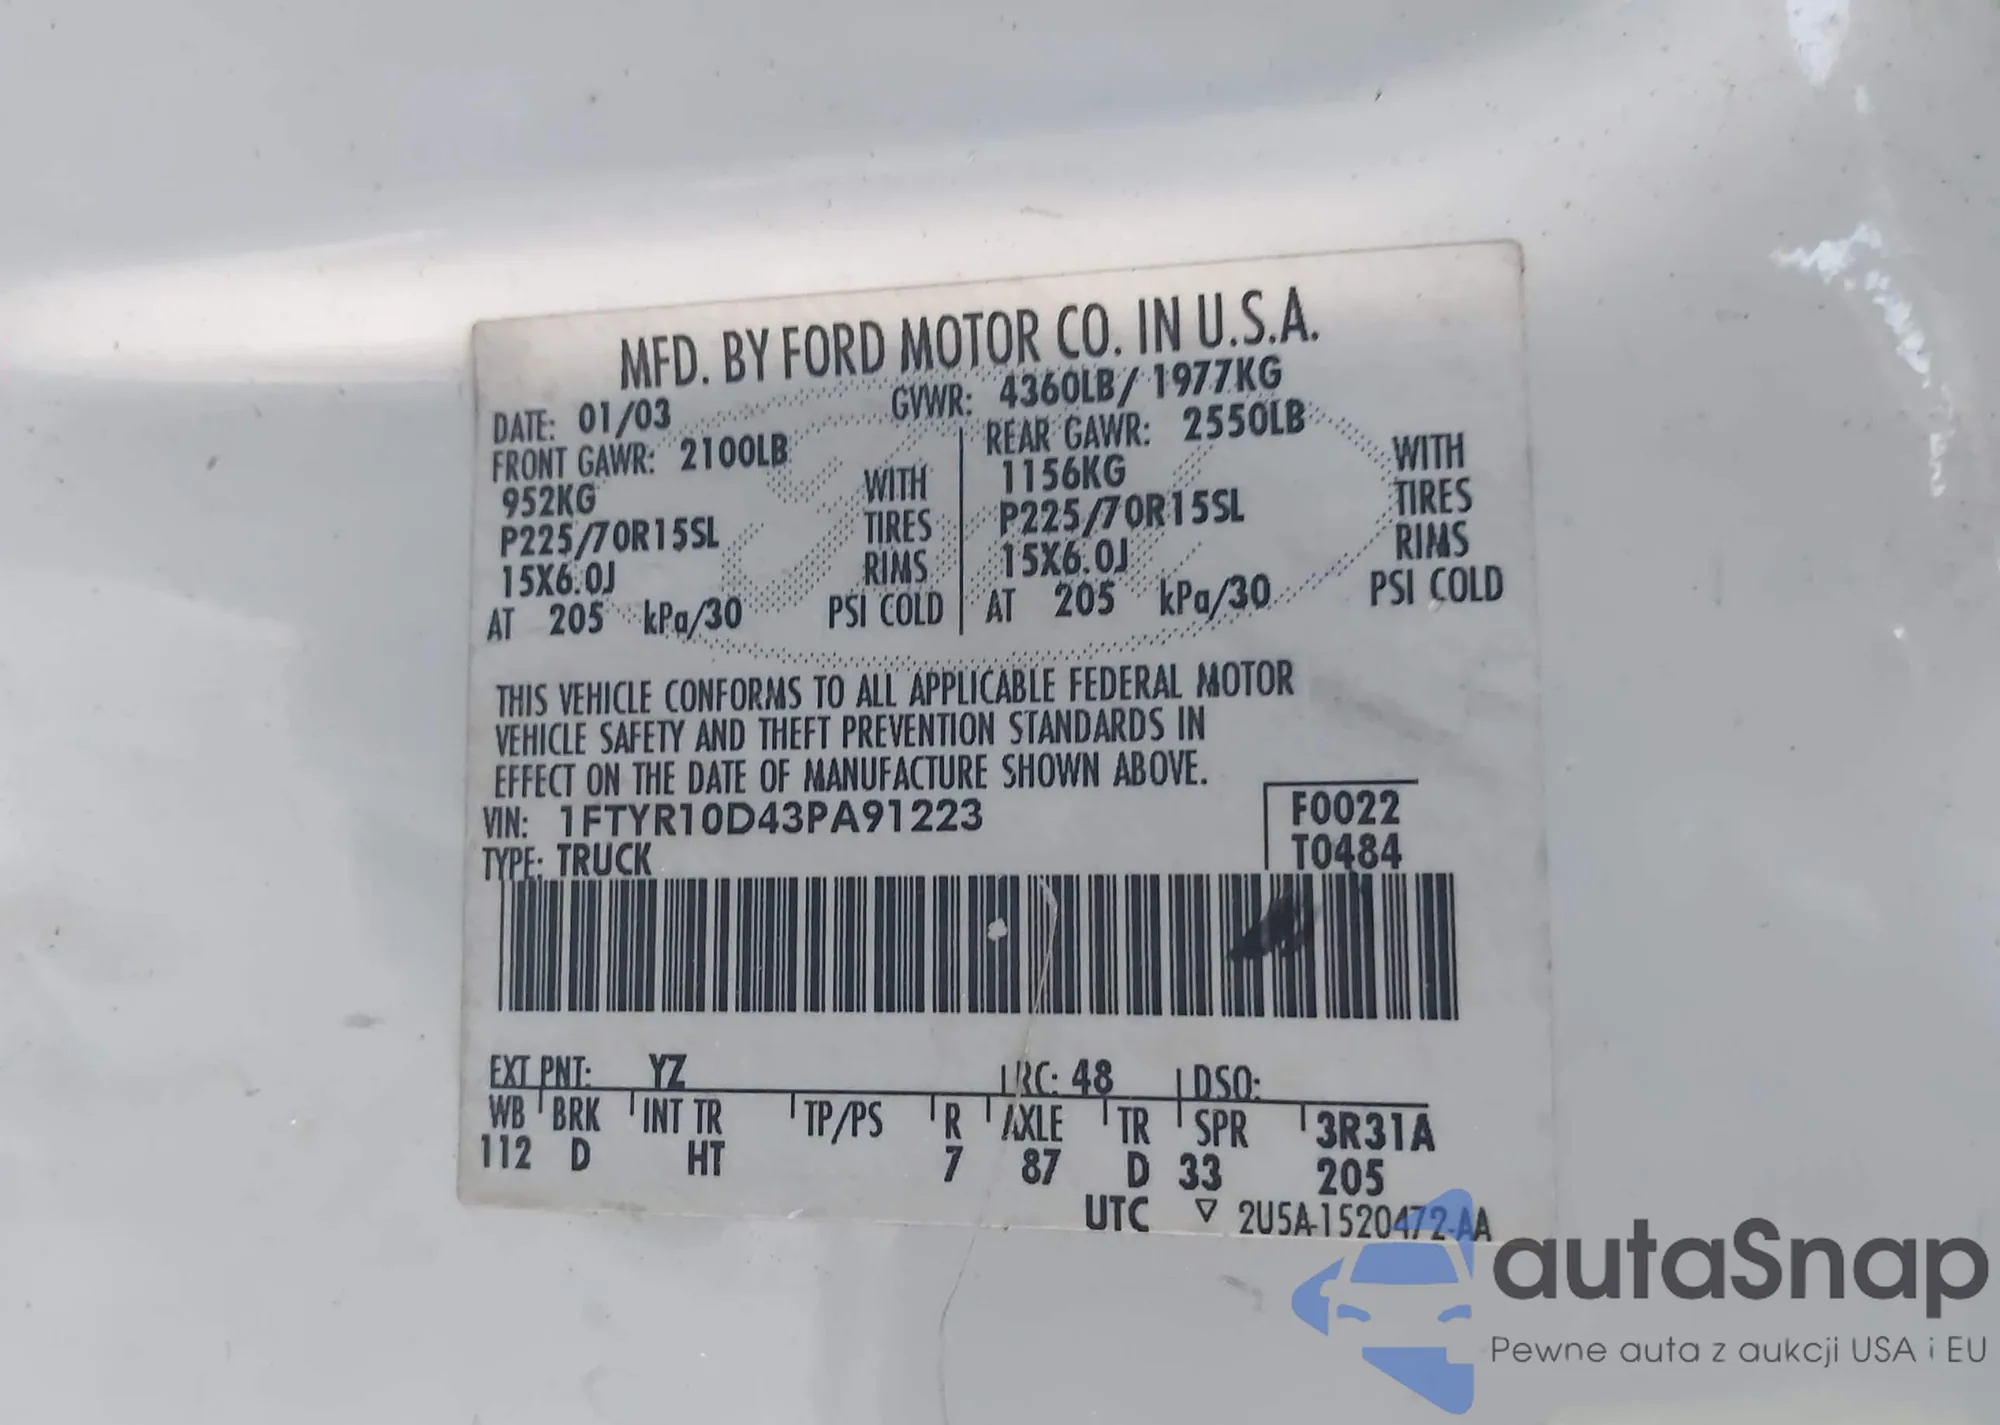 MFD. BY FORD MOTOR CO. IN U.S.A.
DATE: 01/03 GVWR: 4360LB/ 1977KG
FRONT GAWR: 2100LB REAR GAWR: 2550LB
952KG WITH 1156KG WITH
P225/70R15SL TIRES P225/70R15SL TIRES
15X6.0J RIMS 15X6.0J RIMS
AT 205 kPa/30 PSI COLD AT 205 kPa/30 PSI COLD
THIS VEHICLE CONFORMS TO ALL APPLICABLE FEDERAL MOTOR
VEHICLE SAFETY AND THEFT PREVENTION STANDARDS IN
EFFECT ON THE DATE OF MANUFACTURE SHOWN ABOVE.
VIN: 1FTYR10D43PA91223 F0022
TYPE: TRUCK T0484
EXT PNT: YZ RC: 48 DSO:
WB BRK INT TR TP/PS R AXLE TR SPR 3R31A
112 D HT 7 87 D 33 205
UTC ▽ 2U5A-1520472-AA
autaSnap
Pewne auta z aukcji USA i EU